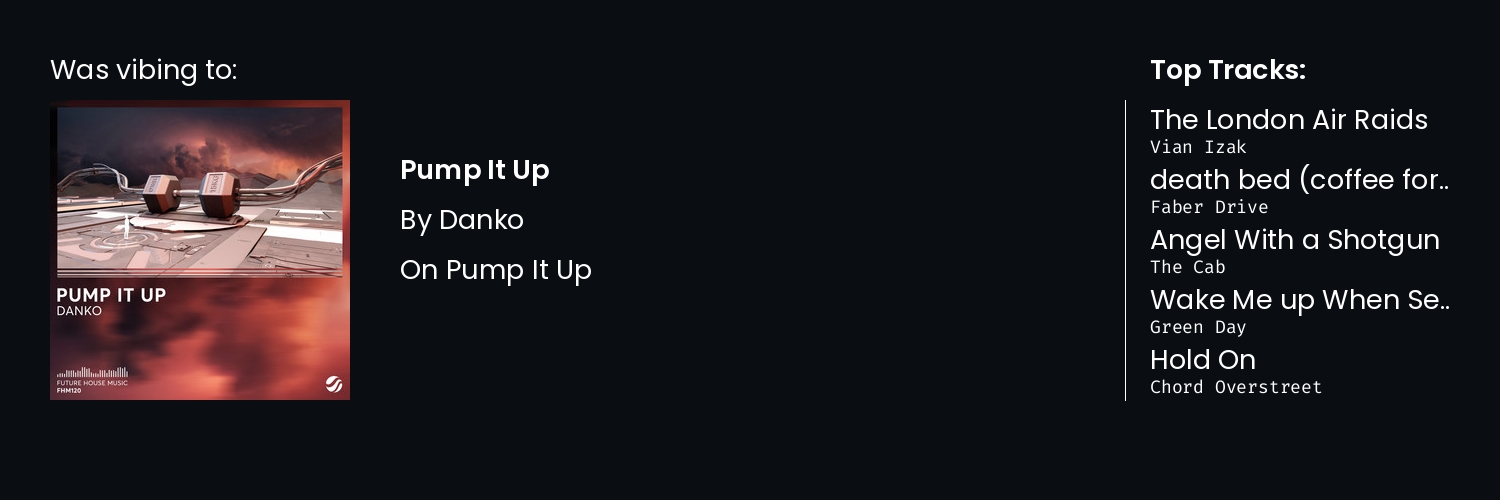 Was vibing to:
PUMP IT UP
DANKO
FUTURE HOUSE MUSIC
FHM120
Pump It Up
By Danko
On Pump It Up
Top Tracks:
The London Air Raids
Vian Izak
death bed (coffee for..
Faber Drive
Angel With a Shotgun
The Cab
Wake Me up When Se..
Green Day
Hold On
Chord Overstreet